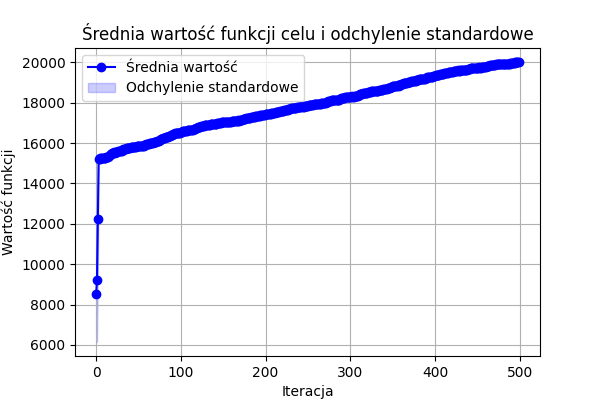 Średnia wartość funkcji celu i odchylenie standardowe
Średnia wartość
Odchylenie standardowe
Wartość funkcji
20000
18000
16000
14000
12000
10000
8000
6000
0 100 200 300 400 500
Iteracja